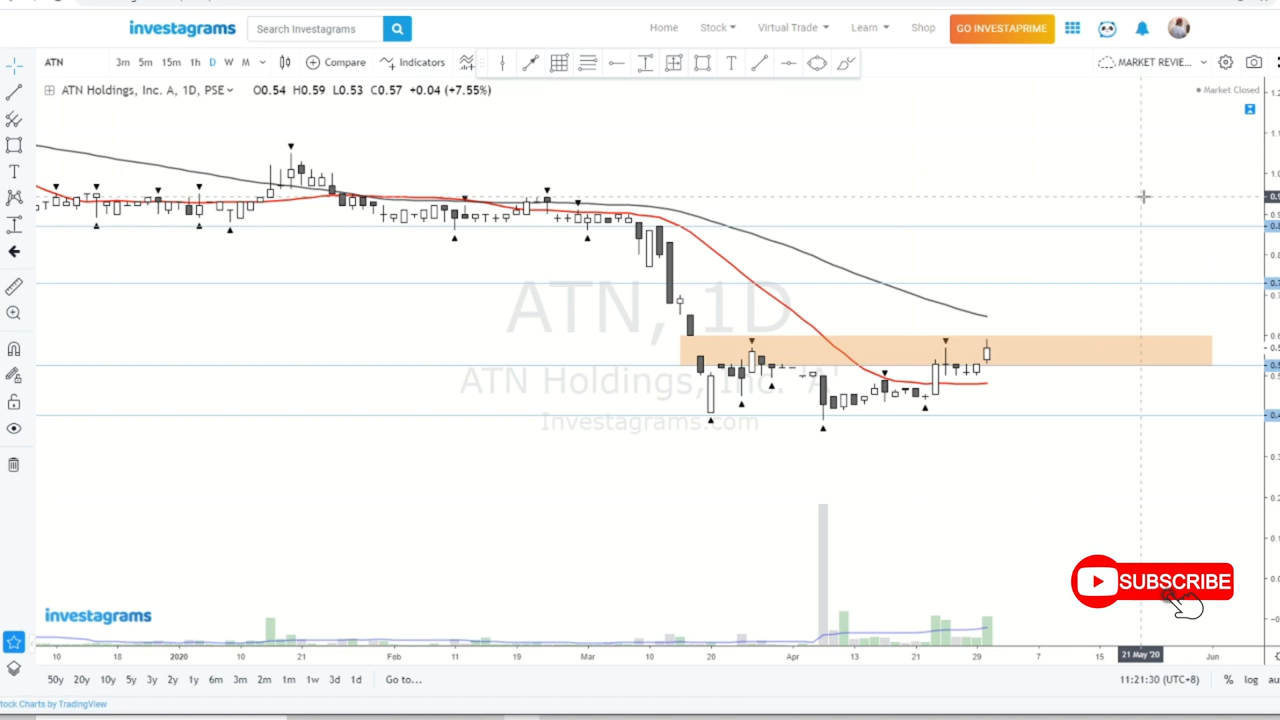 investagrams
Search Investagrams
Home
Stock
Virtual Trade
Learn
Shop
GO INVESTAPRIME
ATN
3m 5m 15m 1h D W M
Compare
Indicators
MARKET REVIE...
ATN Holdings, Inc. A, 1D, PSE O0.54 H0.59 L0.53 C0.57 +0.04 (+7.55%)
Market Closed
ATN, 1D
ATN Holdings, Inc. 'A'
Investagrams.com
SUBSCRIBE
investagrams
10 18 2020 10 21 Feb 11 19 Mar 10 20 Apr 13 21 29 7 15 21 May '20 Jun
50y 20y 10y 5y 3y 2y 1y 6m 3m 2m 1m 1w 3d 1d Go to...
11:21:30 (UTC+8) % log
tock Charts by TradingView